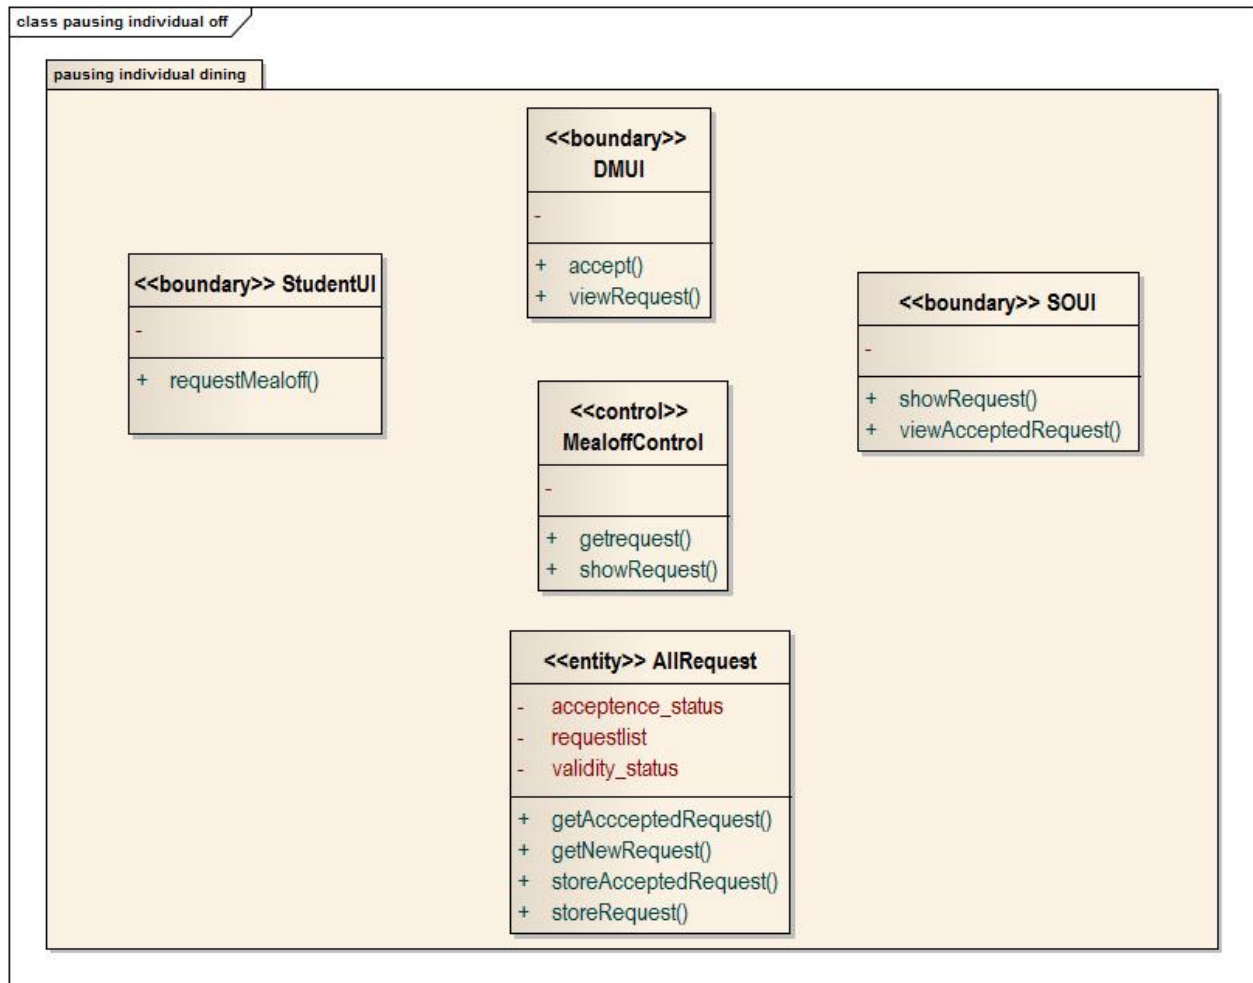 class pausing individual off
pausing individual dining
<<boundary>>
DMUI
-
+ accept()
+ viewRequest()
<<boundary>> StudentUI
-
+ requestMealoff()
<<boundary>> SOUI
-
+ showRequest()
+ viewAcceptedRequest()
<<control>>
MealoffControl
-
+ getrequest()
+ showRequest()
<<entity>> AllRequest
- acceptence_status
- requestlist
- validity_status
+ getAccceptedRequest()
+ getNewRequest()
+ storeAcceptedRequest()
+ storeRequest()